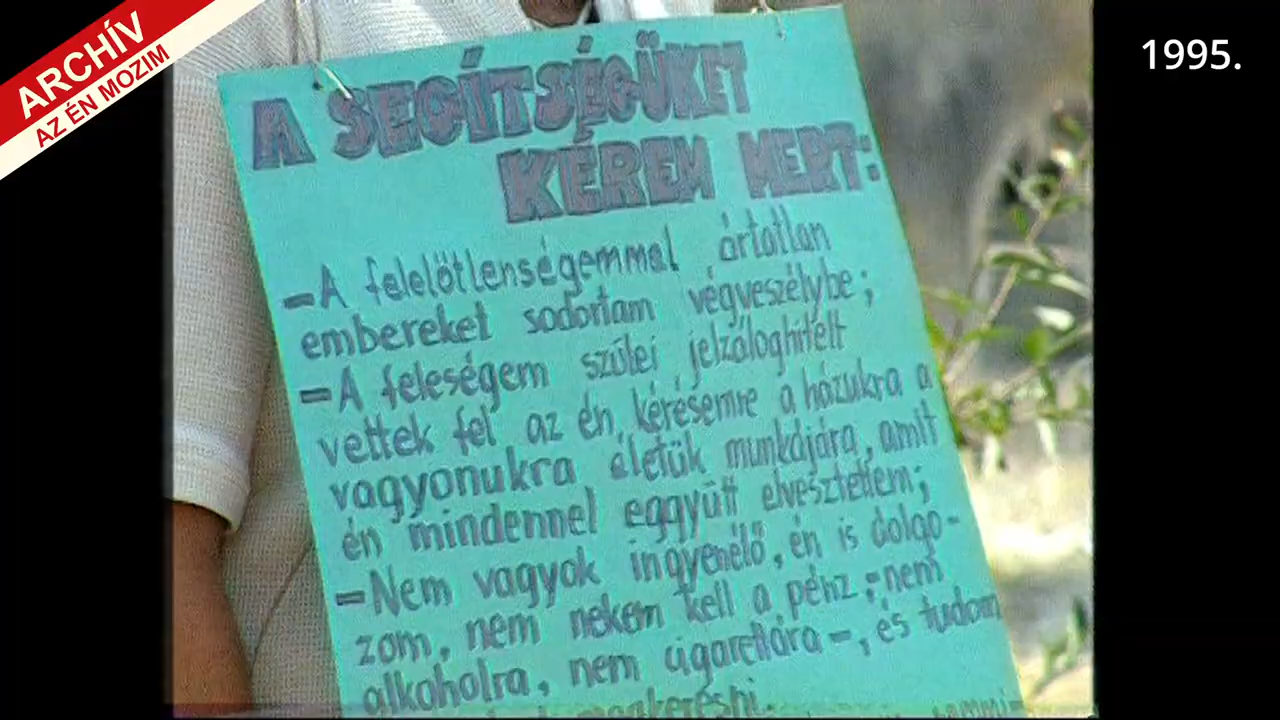 ARCHÍV
AZ ÉN MOZIM
1995.
A SEGÍTSÉGÜKET
KÉREM MERT:
-A felelőtlenségemmel ártatlan
embereket sodortam végveszélybe;
-A feleségem szülei jelzáloghitelt
vettek fel az én kérésemre a házukra a
vagyonukra életük munkájára, amit
én mindennel eggyütt elvesztettem;
-Nem vagyok ingyenélő, én is dolgo-
zom, nem nekem kell a pénz -nem
alkoholra, nem cigarettára-, és tudom
megkeresni.